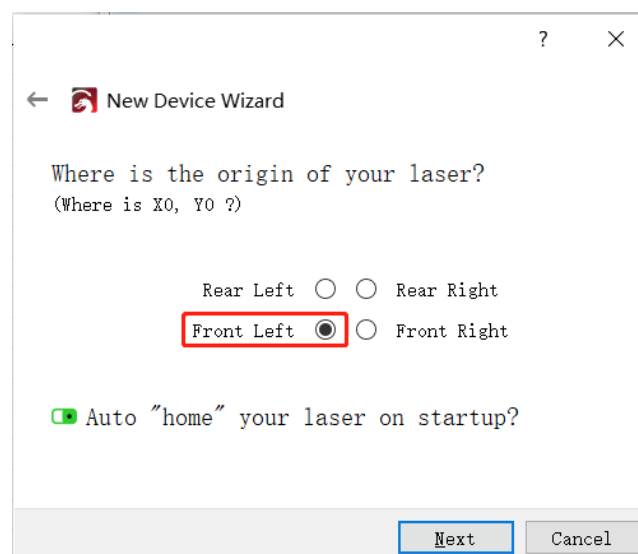 ?
New Device Wizard
Where is the origin of your laser?
(Where is X0, Y0 ?)
Rear Left Rear Right
Front Left Front Right
Auto "home" your laser on startup?
Next Cancel